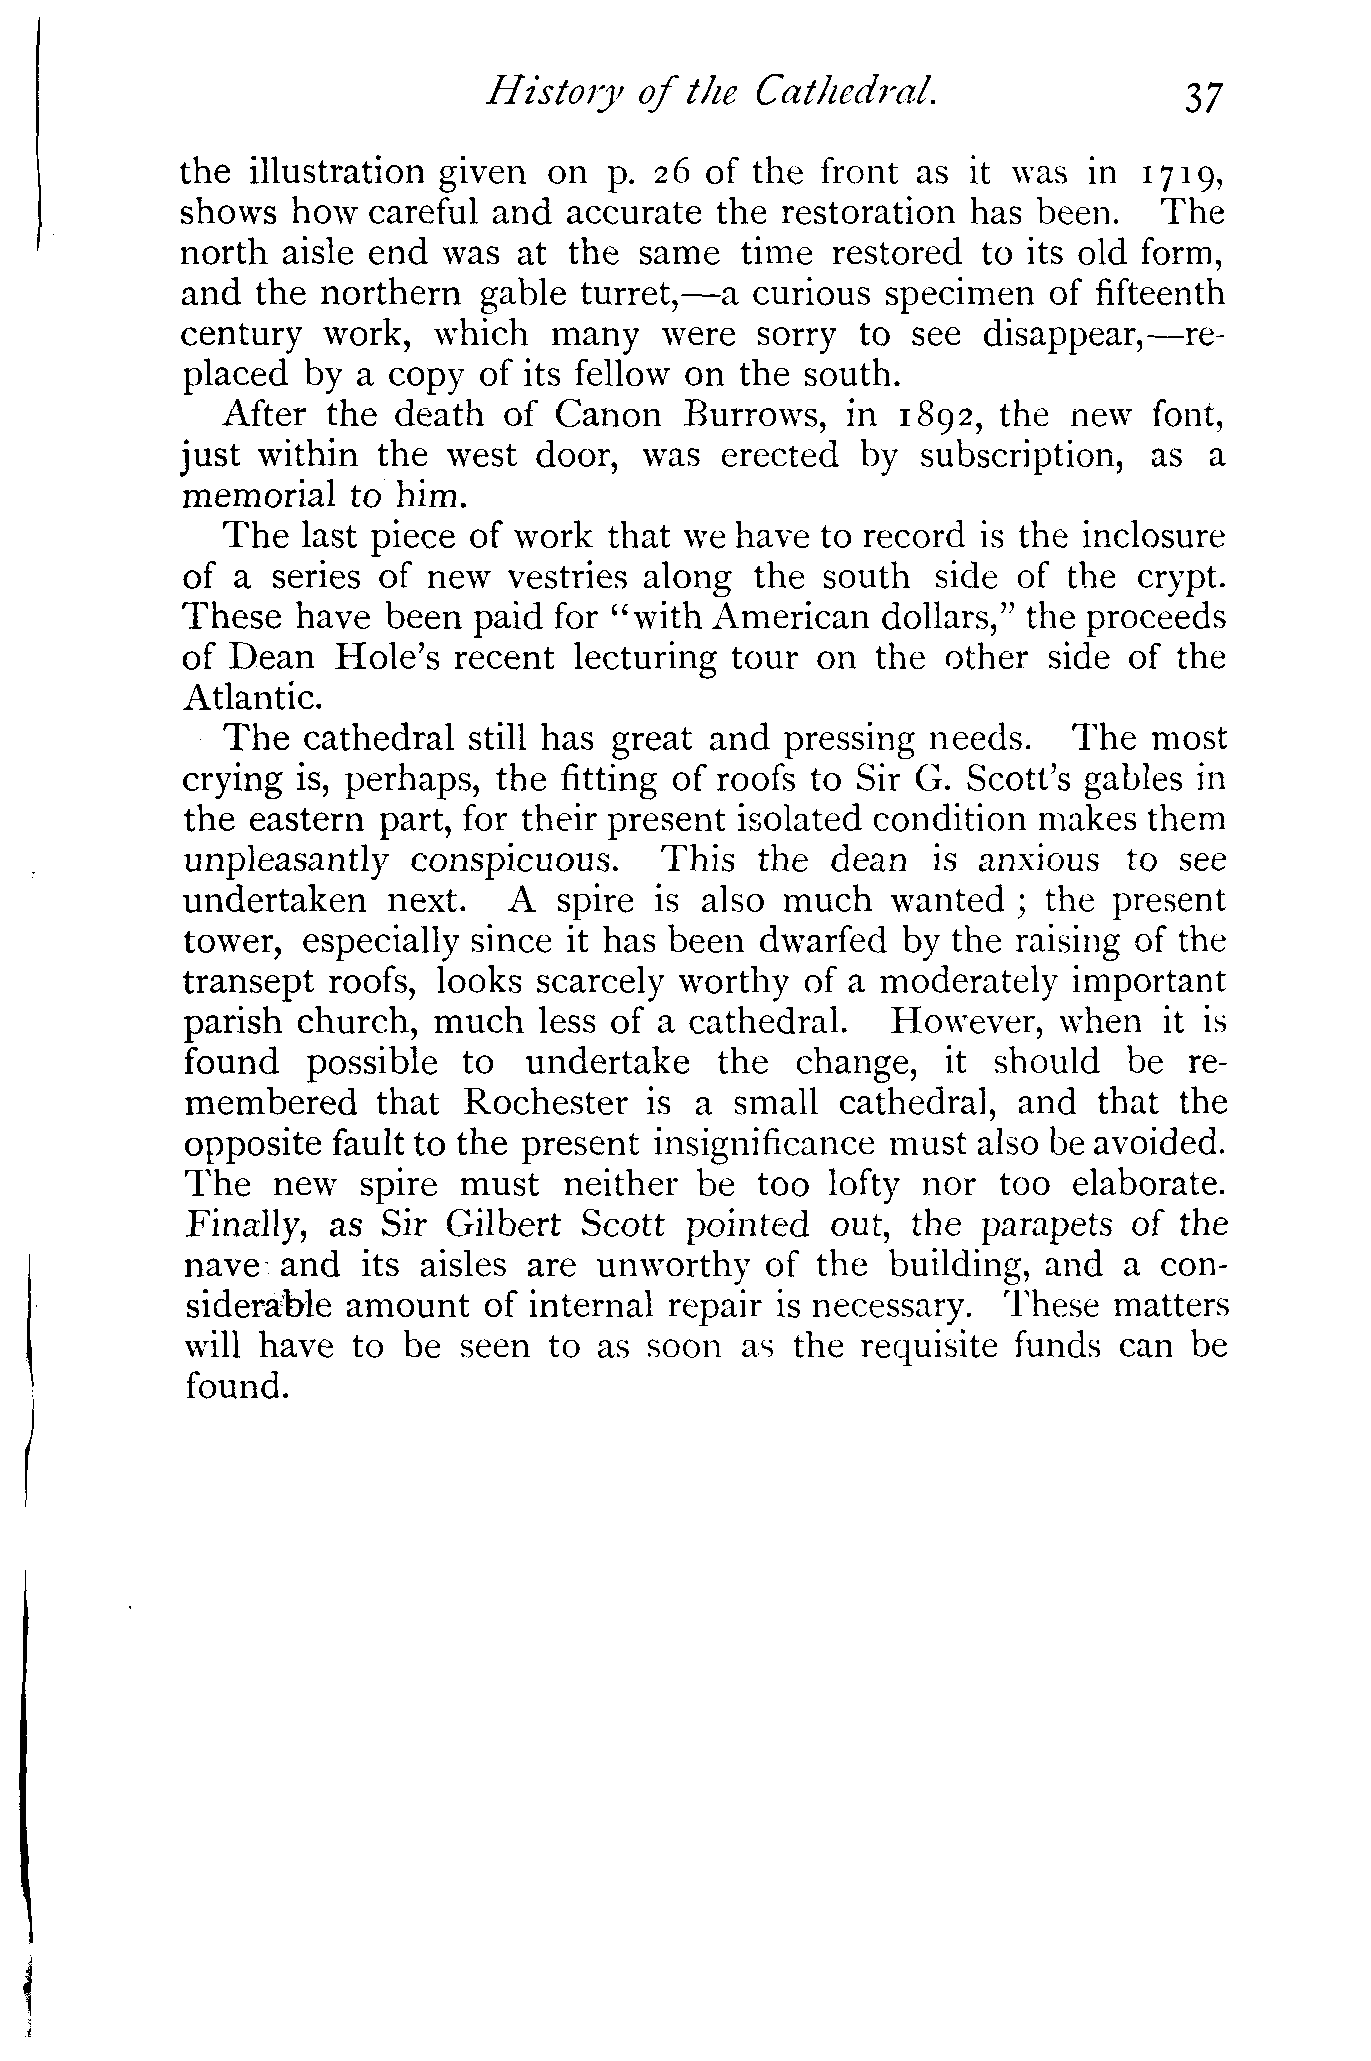 History of the Cathedral. 37
the illustration given on p. 26 of the front as it was in 1719,
shows how careful and accurate the restoration has been. The
north aisle end was at the same time restored to its old form,
and the northern gable turret,—a curious specimen of fifteenth
century work, which many were sorry to see disappear,—re-
placed by a copy of its fellow on the south.
After the death of Canon Burrows, in 1892, the new font,
just within the west door, was erected by subscription, as a
memorial to him.
The last piece of work that we have to record is the inclosure
of a series of new vestries along the south side of the crypt.
These have been paid for “with American dollars,” the proceeds
of Dean Hole’s recent lecturing tour on the other side of the
Atlantic.
The cathedral still has great and pressing needs. The most
crying is, perhaps, the fitting of roofs to Sir G. Scott’s gables in
the eastern part, for their present isolated condition makes them
unpleasantly conspicuous. This the dean is anxious to see
undertaken next. A spire is also much wanted ; the present
tower, especially since it has been dwarfed by the raising of the
transept roofs, looks scarcely worthy of a moderately important
parish church, much less of a cathedral. However, when it is
found possible to undertake the change, it should be re-
membered that Rochester is a small cathedral, and that the
opposite fault to the present insignificance must also be avoided.
The new spire must neither be too lofty nor too elaborate.
Finally, as Sir Gilbert Scott pointed out, the parapets of the
nave and its aisles are unworthy of the building, and a con-
siderable amount of internal repair is necessary. These matters
will have to be seen to as soon as the requisite funds can be
found.